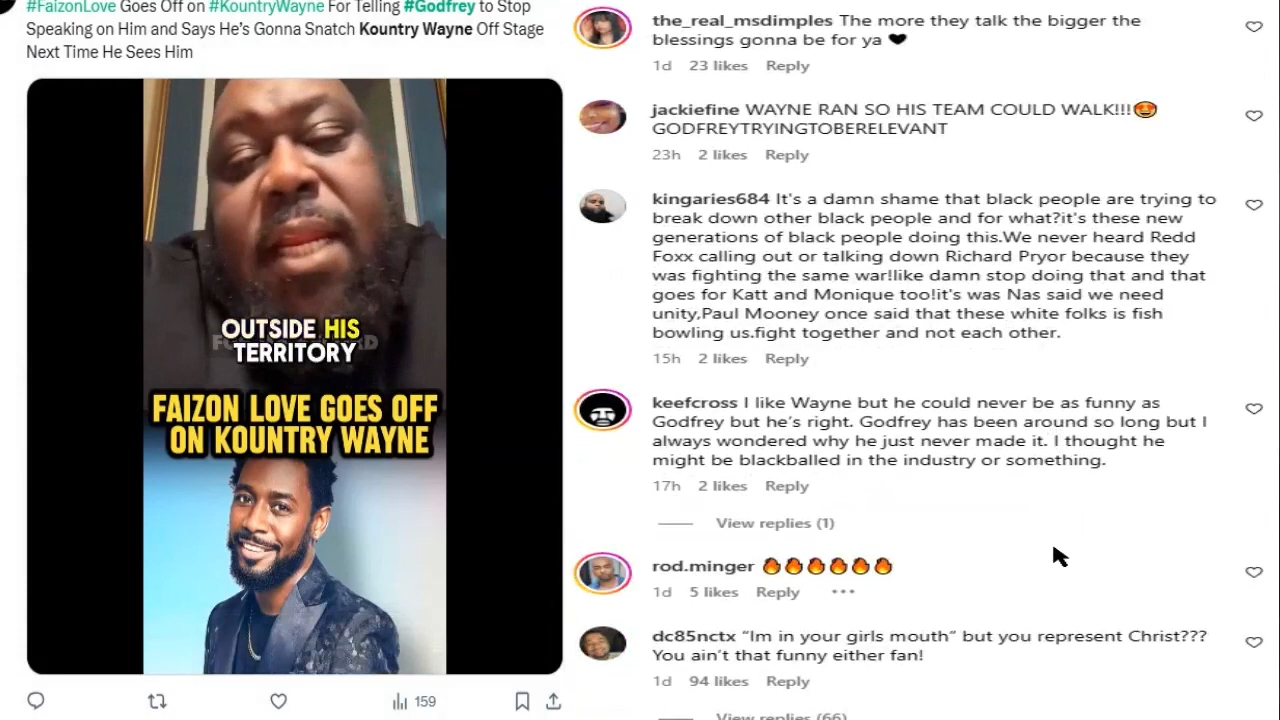 #FaizonLove Goes Off on #KountryWayne For Telling #Godfrey to Stop
Speaking on Him and Says He's Gonna Snatch Kountry Wayne Off Stage
Next Time He Sees Him
OUTSIDE HIS
TERRITORY
FAIZON LOVE GOES OFF
ON KOUNTRY WAYNE
159
the_real_msdimples The more they talk the bigger the
blessings gonna be for ya 🖤
1d 23 likes Reply
jackiefine WAYNE RAN SO HIS TEAM COULD WALK!!!🤩
GODFREYTRYINGTOBERELEVANT
23h 2 likes Reply
kingaries684 It's a damn shame that black people are trying to
break down other black people and for what?it's these new
generations of black people doing this.We never heard Redd
Foxx calling out or talking down Richard Pryor because they
was fighting the same war!like damn stop doing that and that
goes for Katt and Monique too!it's was Nas said we need
unity,Paul Mooney once said that these white folks is fish
bowling us.fight together and not each other.
15h 2 likes Reply
keefcross I like Wayne but he could never be as funny as
Godfrey but he's right. Godfrey has been around so long but I
always wondered why he just never made it. I thought he
might be blackballed in the industry or something.
17h 2 likes Reply
View replies (1)
rod.minger 🔥🔥🔥🔥🔥🔥
1d 5 likes Reply •••
dc85nctx "Im in your girls mouth" but you represent Christ???
You ain't that funny either fan!
1d 94 likes Reply
View replies (66)